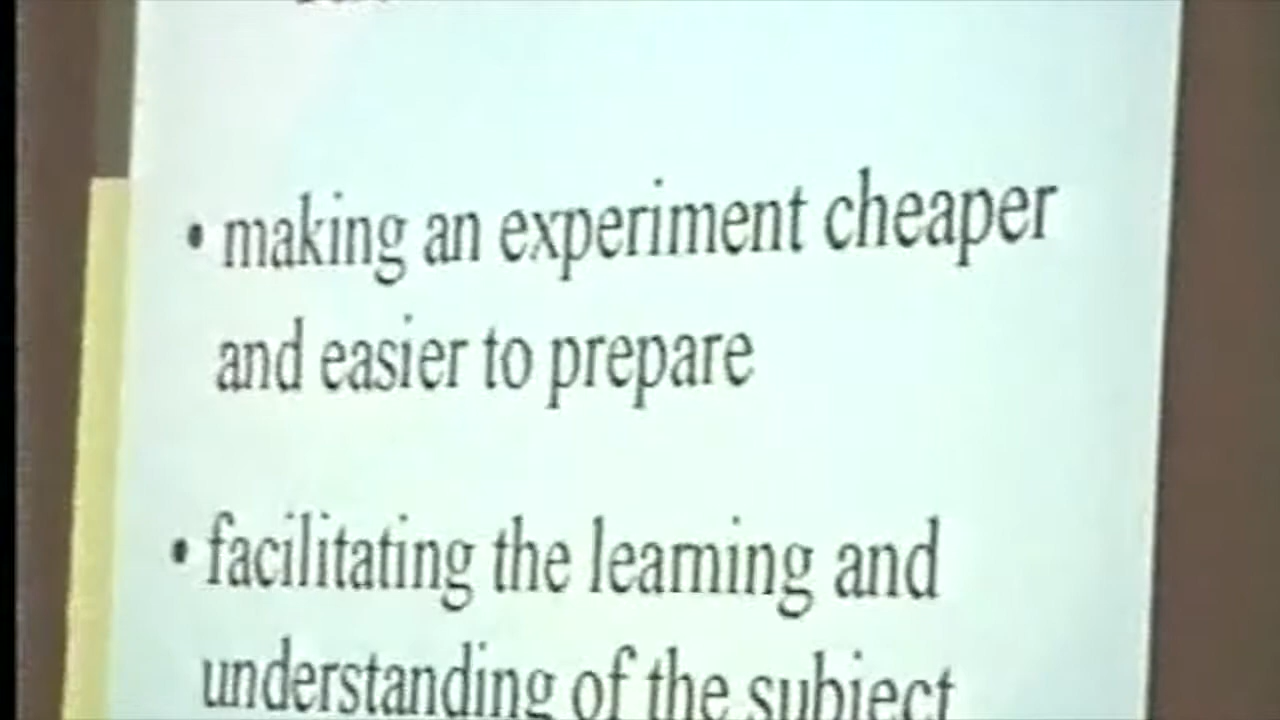 • making an experiment cheaper
and easier to prepare
• facilitating the learning and
understanding of the subject